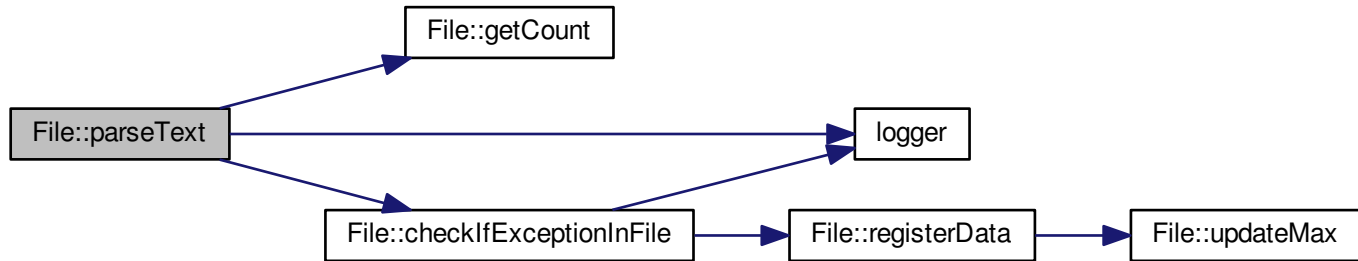 File::getCount
File::parseText
logger
File::checkIfExceptionInFile
File::registerData
File::updateMax